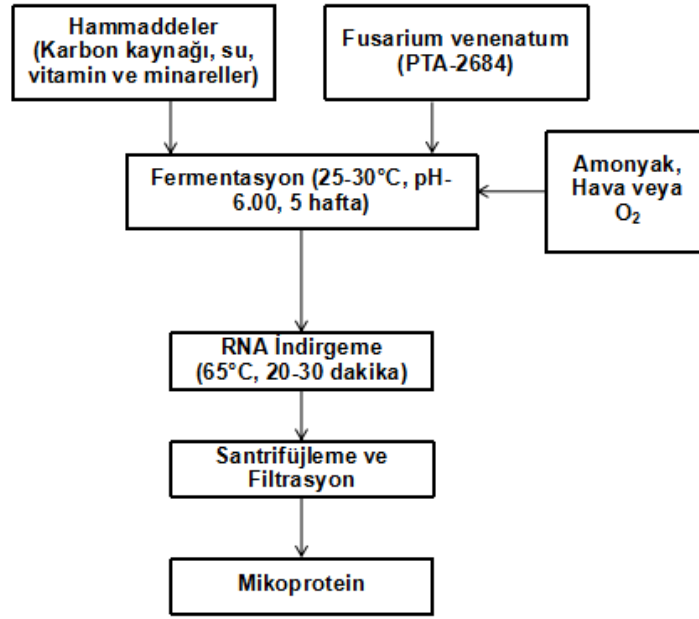 Hammaddeler
(Karbon kaynağı, su,
vitamin ve minareller)
Fusarium venenatum
(PTA-2684)
Fermentasyon (25-30°C, pH-
6.00, 5 hafta)
Amonyak,
Hava veya
O₂
RNA İndirgeme
(65°C, 20-30 dakika)
Santrifüjleme ve
Filtrasyon
Mikoprotein